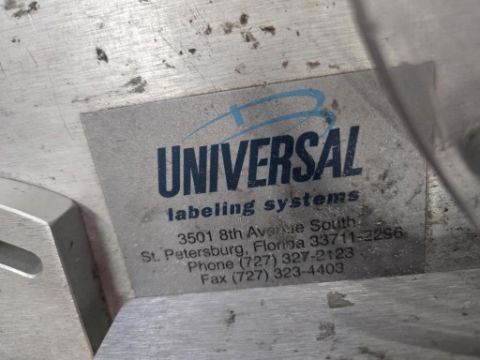 UNIVERSAL
labeling systems
3501 8th Avenue South
St. Petersburg, Florida 33711-2296
Phone (727) 327-2123
Fax (727) 323-4403